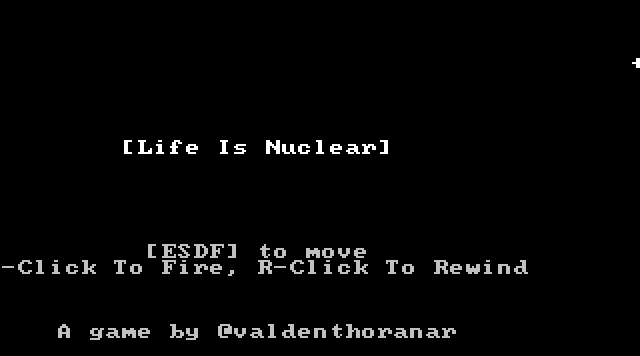 [Life Is Nuclear]
[ESDF] to move
-Click To Fire, R-Click To Rewind
A game by @valdenthoranar